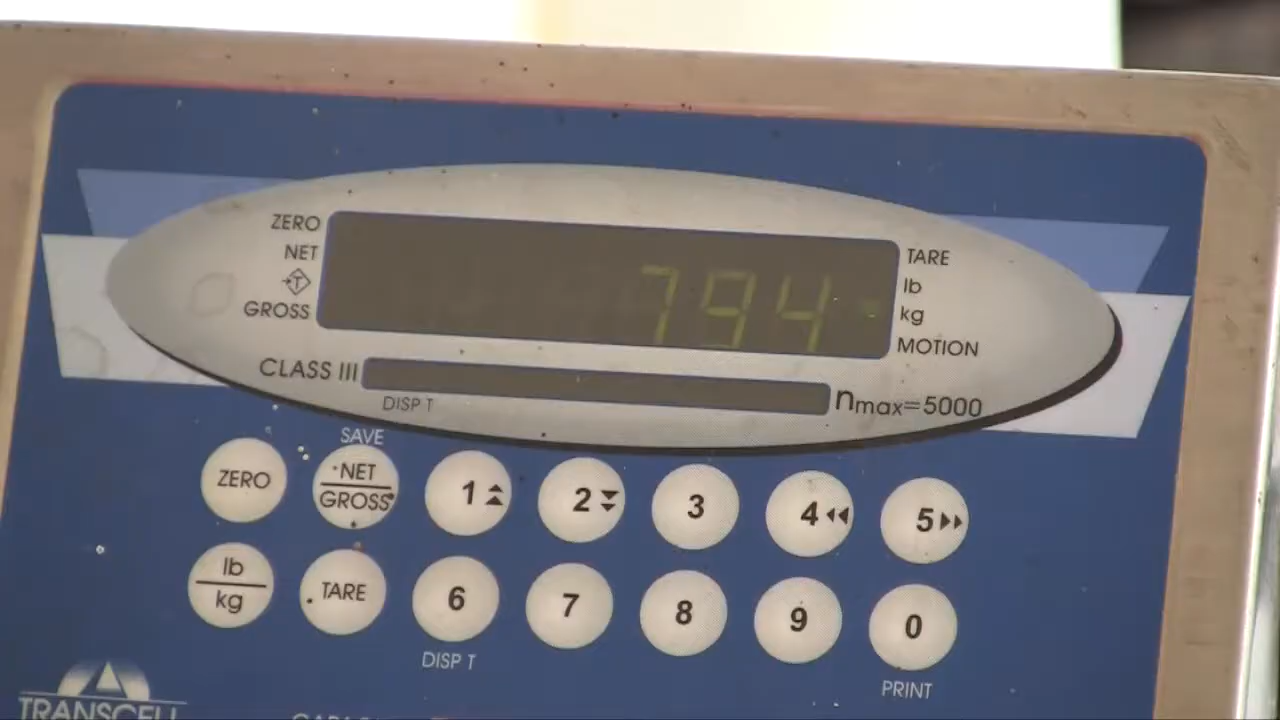 ZERO
NET
T
GROSS
794
TARE
lb
kg
MOTION
CLASS III
nmax=5000
DISP T
SAVE
ZERO
NET
GROSS
1
2
3
4
5
lb
kg
TARE
6
7
8
9
0
DISP T
PRINT
TRANSCELL